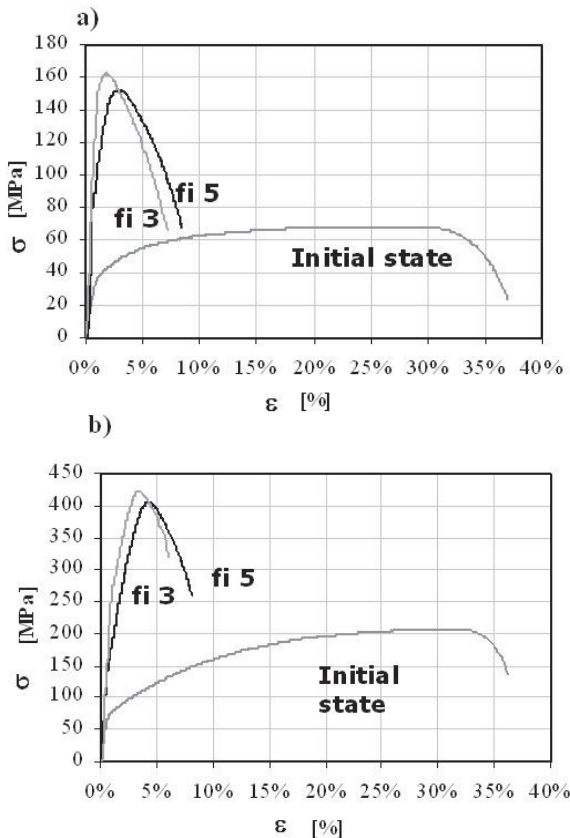 a)
180
160
140
120
100
80
60
40
20
0
σ [MPa]
fi 5
fi 3
Initial state
0% 5% 10% 15% 20% 25% 30% 35% 40%
ε [%]
b)
450
400
350
300
250
200
150
100
50
0
σ [MPa]
fi 5
fi 3
Initial
state
0% 5% 10% 15% 20% 25% 30% 35% 40%
ε [%]